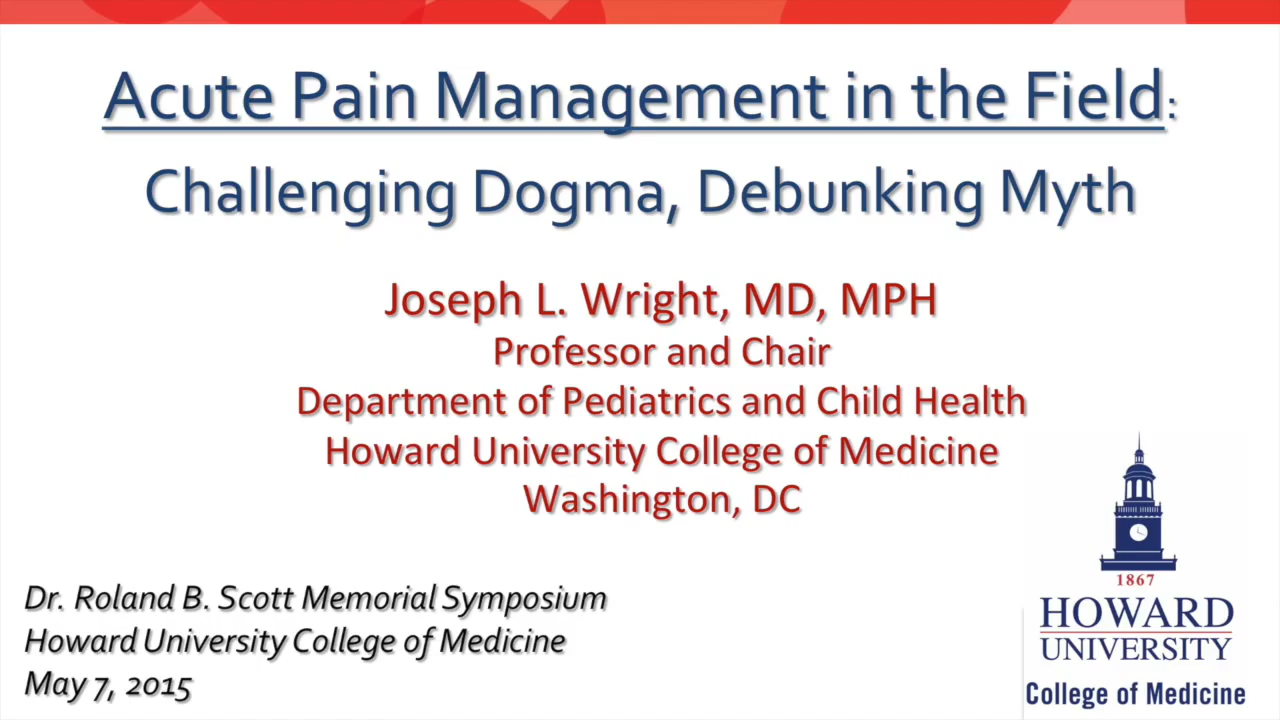 Acute Pain Management in the Field:
Challenging Dogma, Debunking Myth
Joseph L. Wright, MD, MPH
Professor and Chair
Department of Pediatrics and Child Health
Howard University College of Medicine
Washington, DC
Dr. Roland B. Scott Memorial Symposium
Howard University College of Medicine
May 7, 2015
1867
HOWARD
UNIVERSITY
College of Medicine